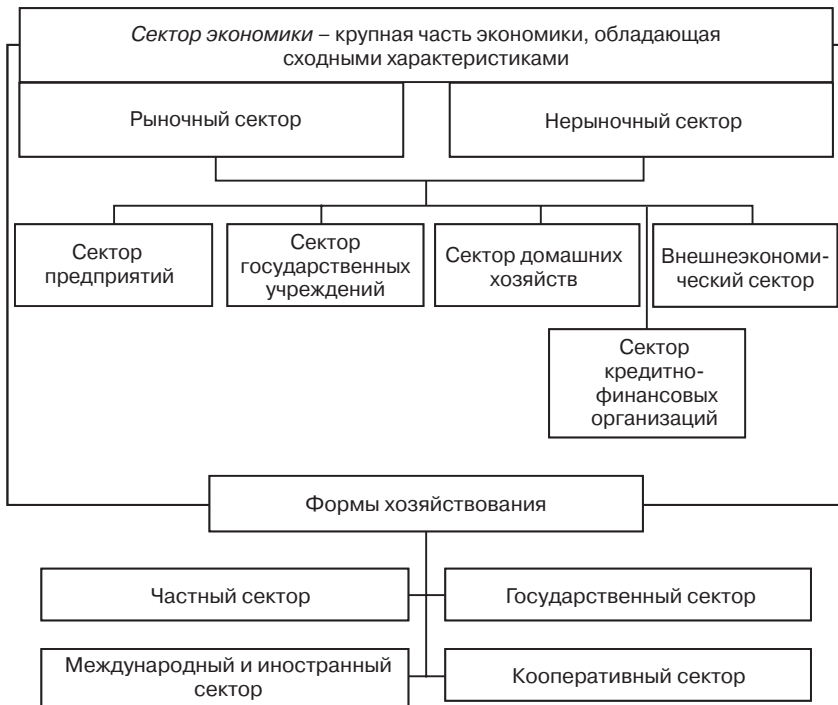 Сектор экономики – крупная часть экономики, обладающая
сходными характеристиками
Рыночный сектор
Нерыночный сектор
Сектор
предприятий
Сектор
государственных
учреждений
Сектор домашних
хозяйств
Внешнеэкономи-
ческий сектор
Сектор
кредитно-
финансовых
организаций
Формы хозяйствования
Частный сектор
Государственный сектор
Международный и иностранный
сектор
Кооперативный сектор